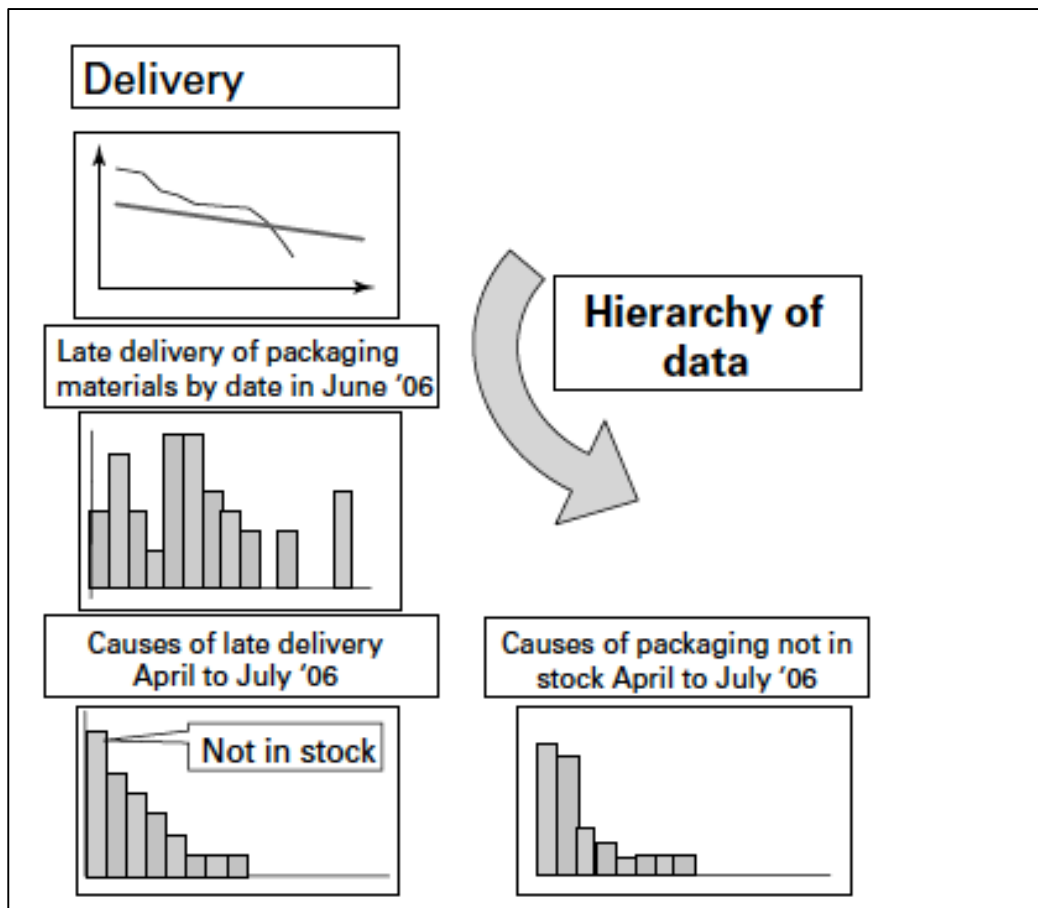 Delivery
Hierarchy of
data
Late delivery of packaging
materials by date in June ‘06
Causes of late delivery
April to July ‘06
Causes of packaging not in
stock April to July ‘06
Not in stock